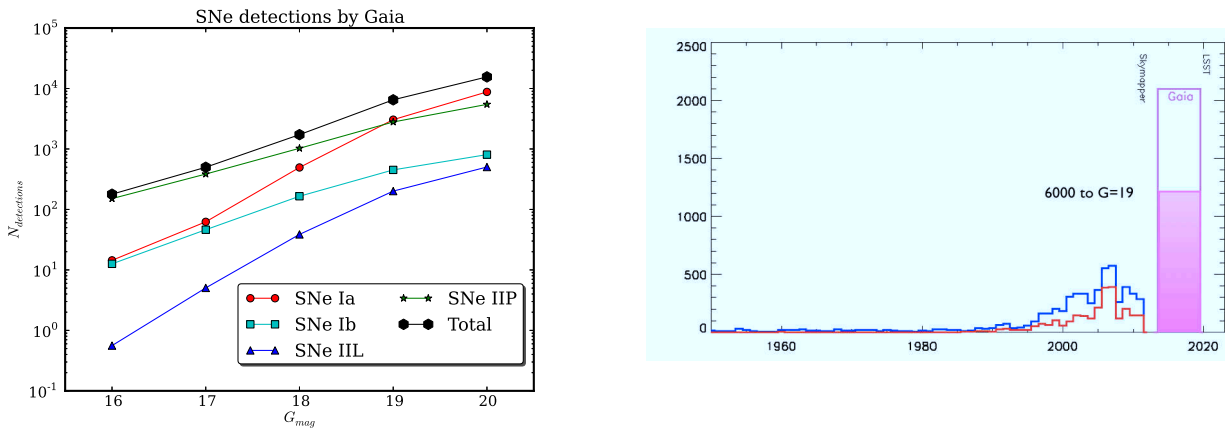 SNe detections by Gaia
10^5
10^4
10^3
10^2
10^1
10^0
10^-1
N_detections
16 17 18 19 20
G_mag
SNe Ia
SNe Ib
SNe IIL
SNe IIP
Total
2500
2000
1500
1000
500
0
1960 1980 2000 2020
Skymapper
LSST
Gaia
6000 to G=19